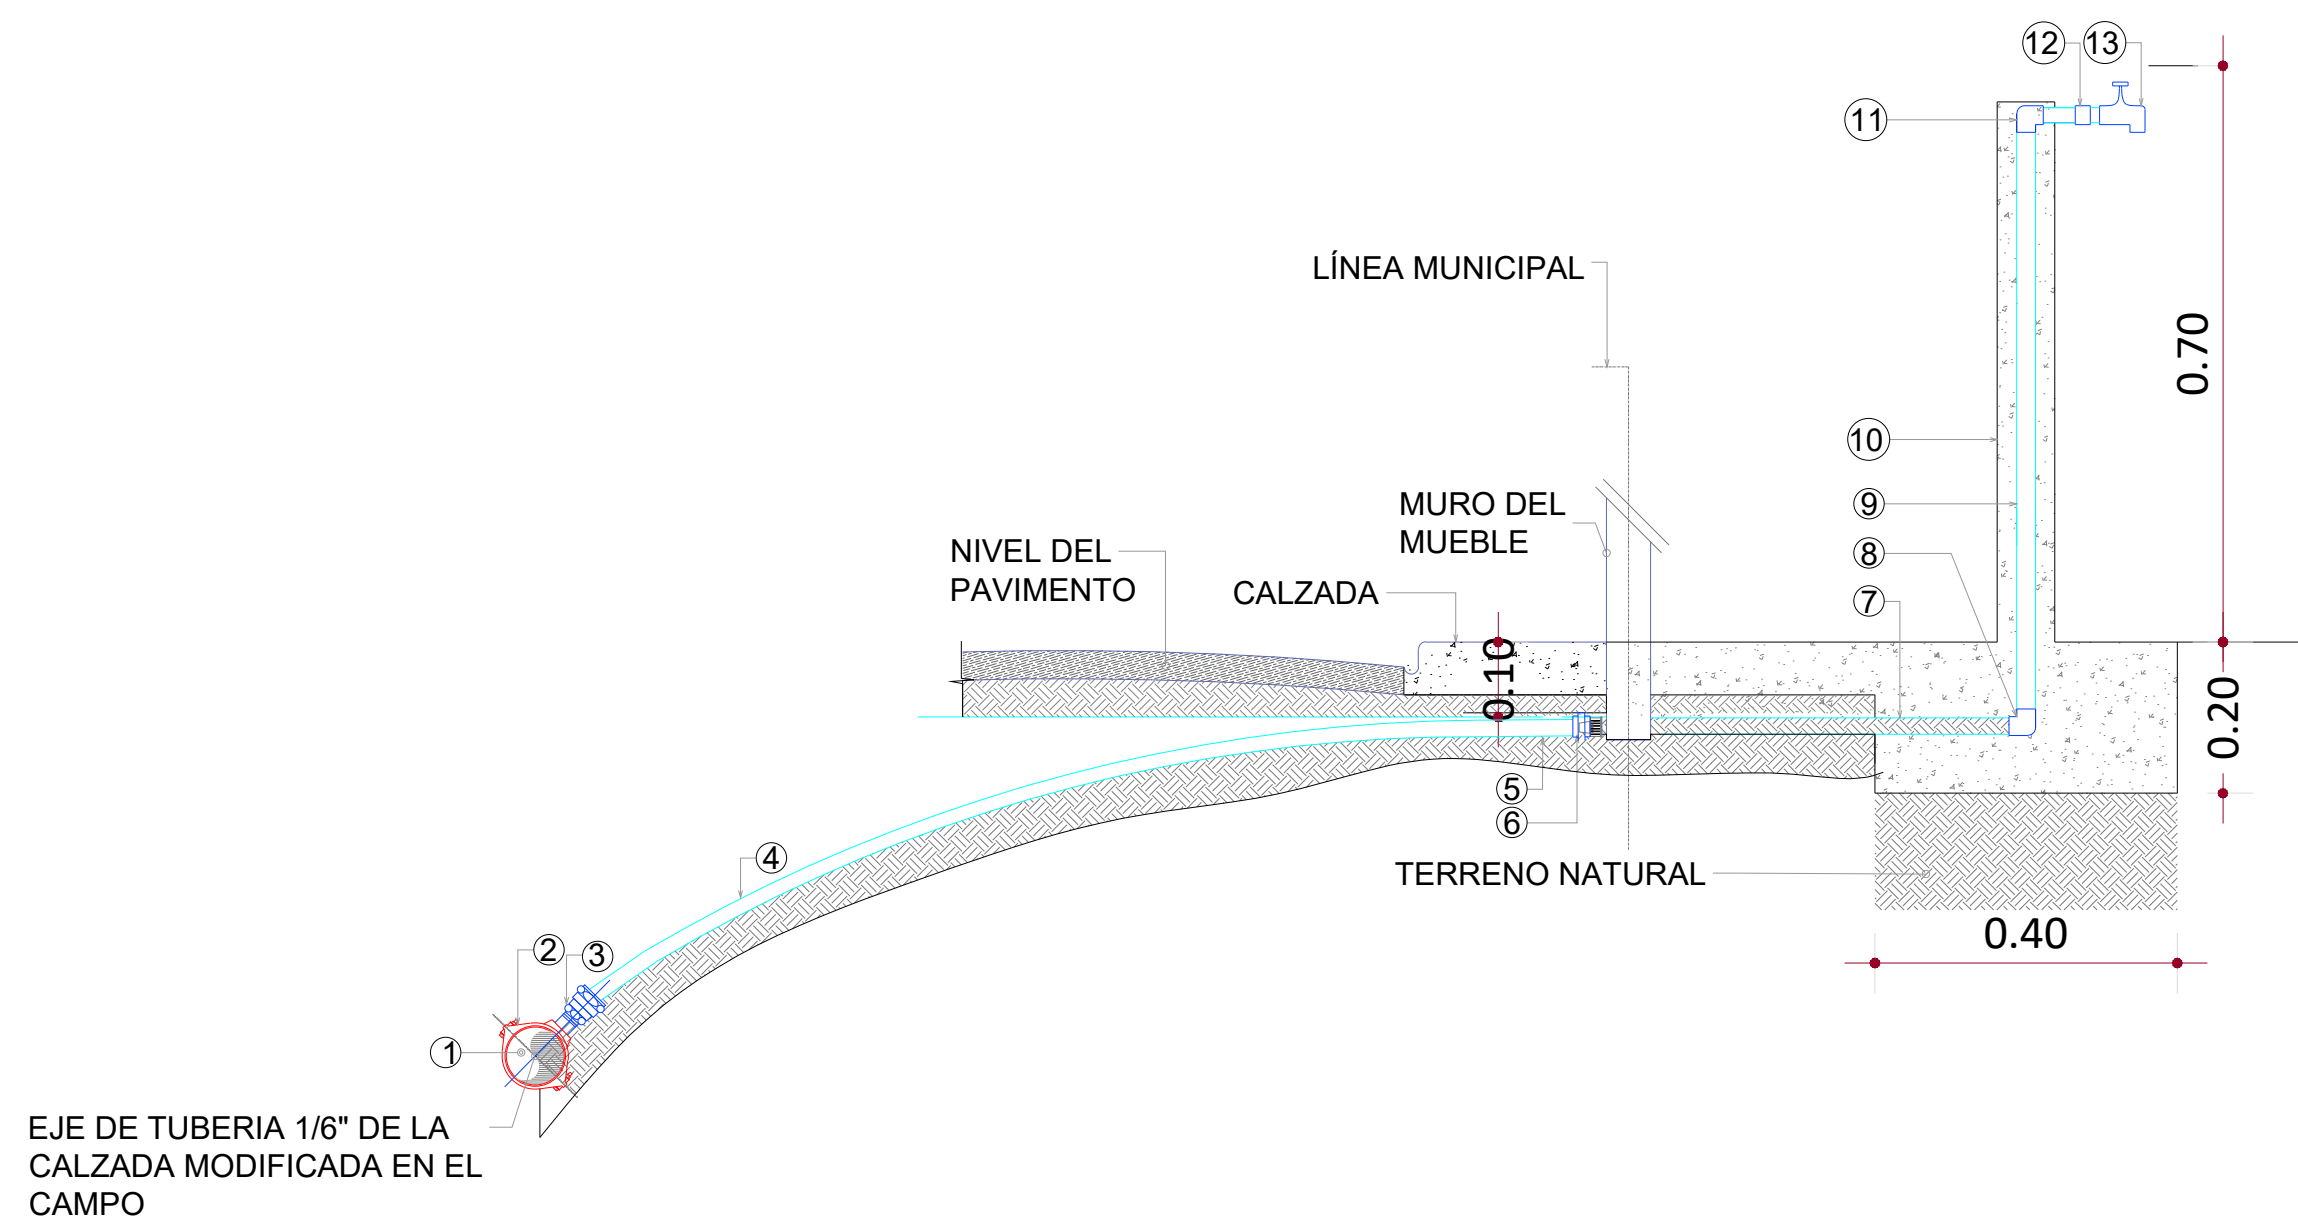 12 13
11
LÍNEA MUNICIPAL
0.70
10
MURO DEL
MUEBLE
9
NIVEL DEL
PAVIMENTO
8
CALZADA
7
0.10
0.20
5
6
4
TERRENO NATURAL
0.40
2 3
1
EJE DE TUBERIA 1/6" DE LA
CALZADA MODIFICADA EN EL
CAMPO